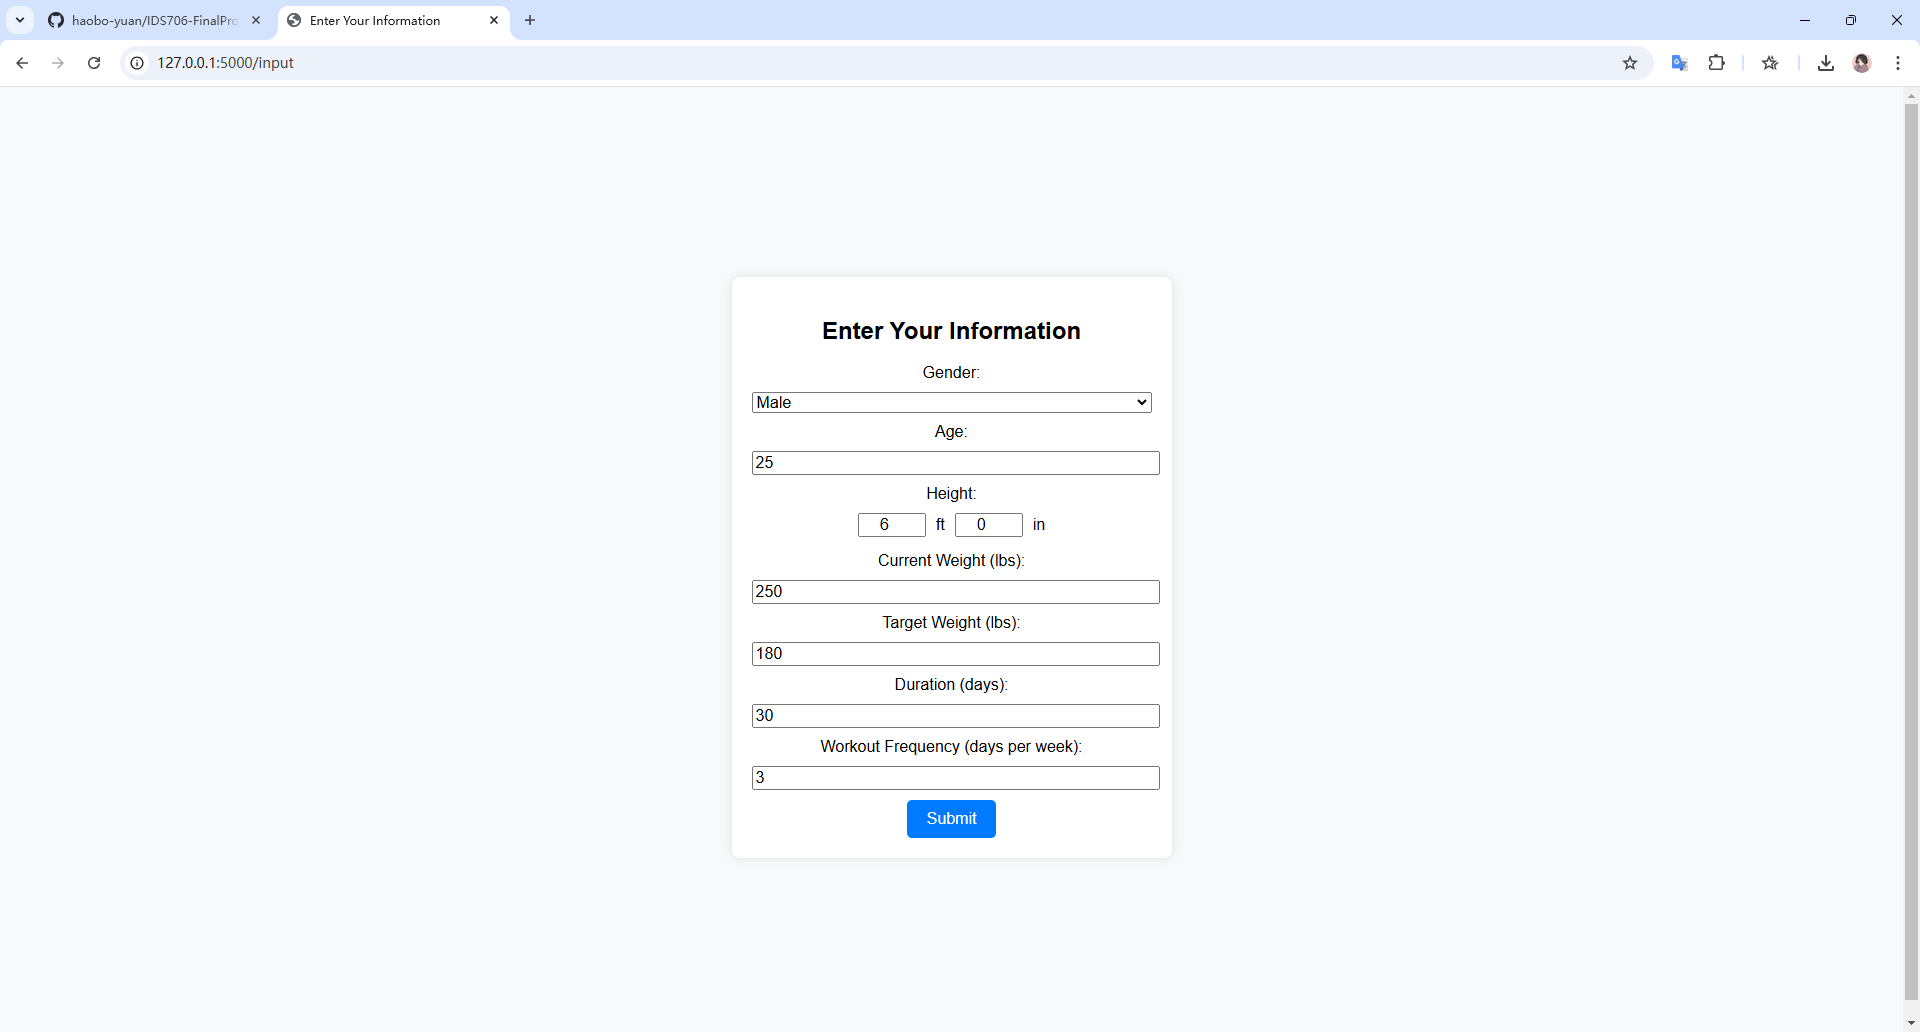 haobo-yuan/IDS706-FinalPro
Enter Your Information
127.0.0.1:5000/input
Enter Your Information
Gender:
Male
Age:
25
Height:
6 ft 0 in
Current Weight (lbs):
250
Target Weight (lbs):
180
Duration (days):
30
Workout Frequency (days per week):
3
Submit